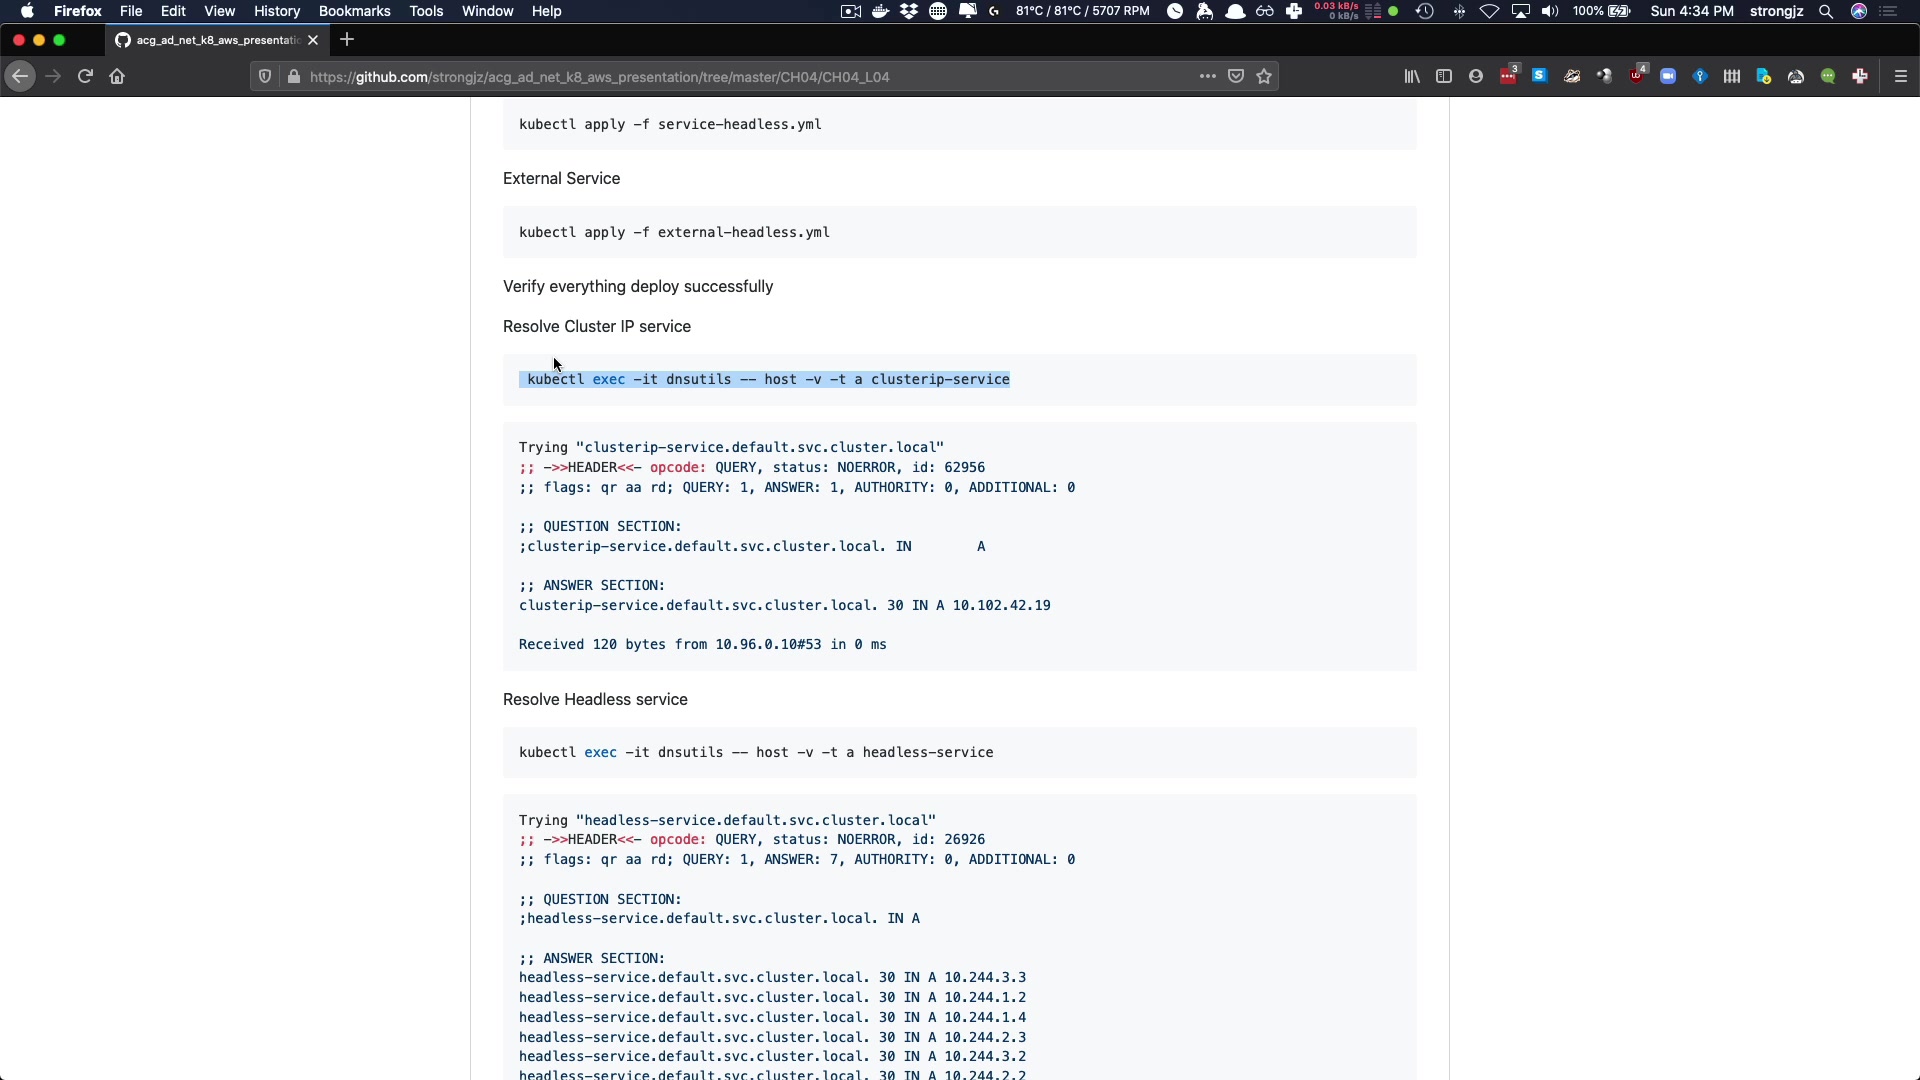 Firefox File Edit View History Bookmarks Tools Window Help 81°C / 81°C / 5707 RPM 0.03 kB/s 0 kB/s 100% Sun 4:34 PM strongjz
acg_ad_net_k8_aws_presentatic
https://github.com/strongjz/acg_ad_net_k8_aws_presentation/tree/master/CH04/CH04_L04 3 4
kubectl apply -f service-headless.yml
External Service
kubectl apply -f external-headless.yml
Verify everything deploy successfully
Resolve Cluster IP service
kubectl exec -it dnsutils -- host -v -t a clusterip-service
Trying "clusterip-service.default.svc.cluster.local"
;; ->>HEADER<<- opcode: QUERY, status: NOERROR, id: 62956
;; flags: qr aa rd; QUERY: 1, ANSWER: 1, AUTHORITY: 0, ADDITIONAL: 0
;; QUESTION SECTION:
;clusterip-service.default.svc.cluster.local. IN A
;; ANSWER SECTION:
clusterip-service.default.svc.cluster.local. 30 IN A 10.102.42.19
Received 120 bytes from 10.96.0.10#53 in 0 ms
Resolve Headless service
kubectl exec -it dnsutils -- host -v -t a headless-service
Trying "headless-service.default.svc.cluster.local"
;; ->>HEADER<<- opcode: QUERY, status: NOERROR, id: 26926
;; flags: qr aa rd; QUERY: 1, ANSWER: 7, AUTHORITY: 0, ADDITIONAL: 0
;; QUESTION SECTION:
;headless-service.default.svc.cluster.local. IN A
;; ANSWER SECTION:
headless-service.default.svc.cluster.local. 30 IN A 10.244.3.3
headless-service.default.svc.cluster.local. 30 IN A 10.244.1.2
headless-service.default.svc.cluster.local. 30 IN A 10.244.1.4
headless-service.default.svc.cluster.local. 30 IN A 10.244.2.3
headless-service.default.svc.cluster.local. 30 IN A 10.244.3.2
headless-service.default.svc.cluster.local. 30 IN A 10.244.2.2